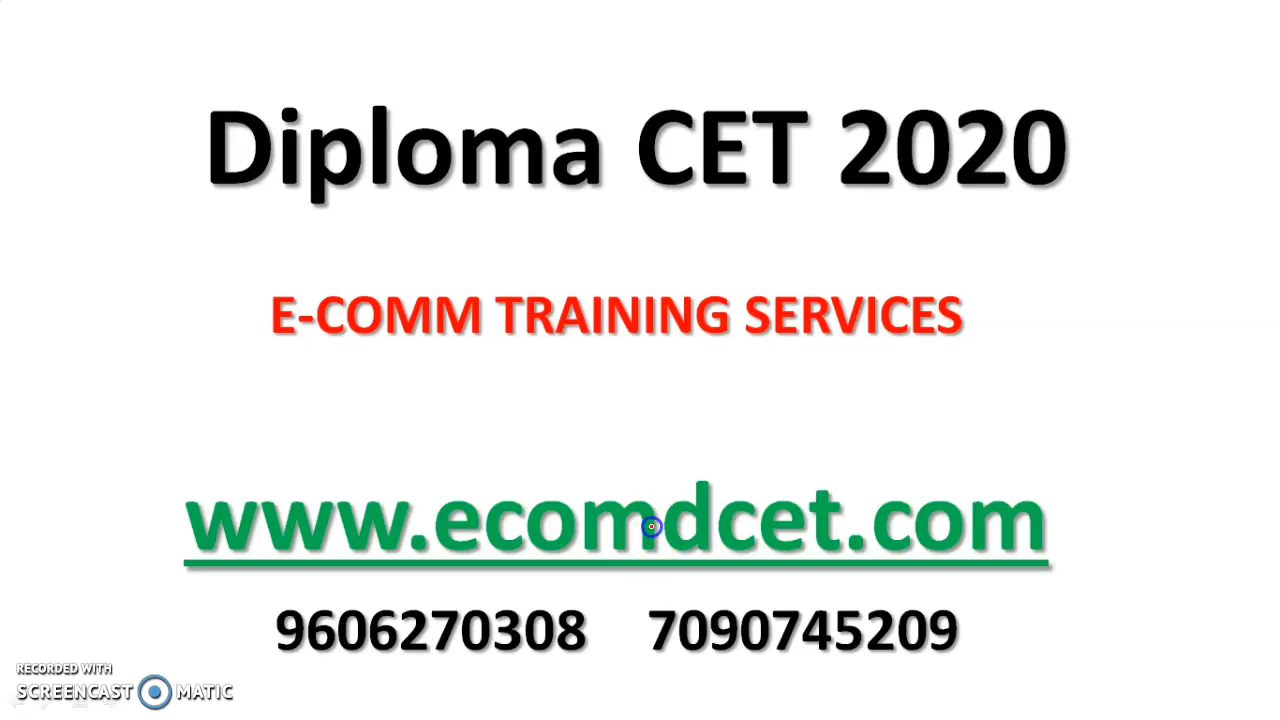 Diploma CET 2020
E-COMM TRAINING SERVICES
www.ecomdcet.com
9606270308 7090745209
RECORDED WITH
SCREENCAST MATIC